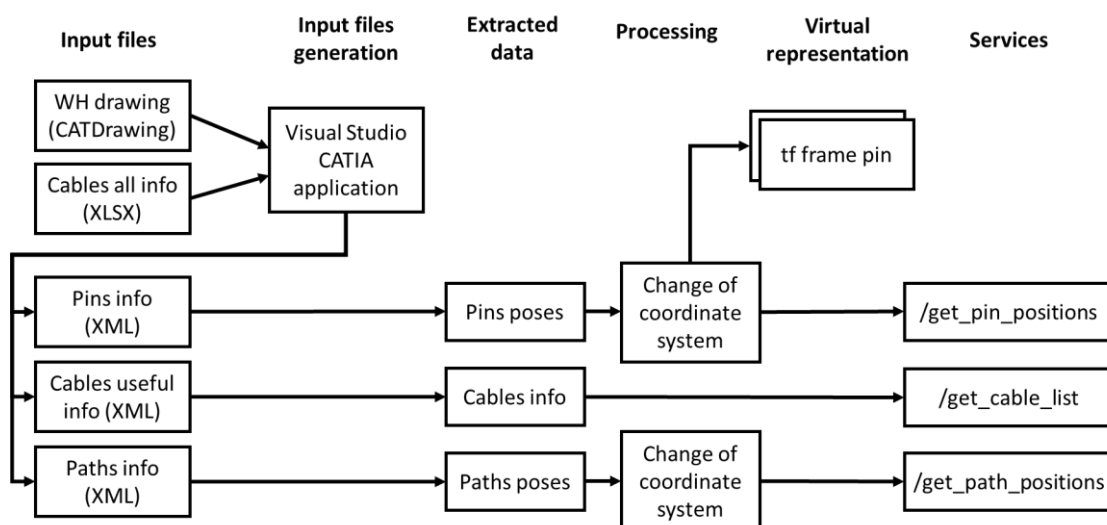 Input files
Input files
generation
Extracted
data
Processing
Virtual
representation
Services
WH drawing
(CATDrawing)
Cables all info
(XLSX)
Visual Studio
CATIA
application
tf frame pin
Pins info
(XML)
Pins poses
Change of
coordinate
system
/get_pin_positions
Cables useful
info (XML)
Cables info
/get_cable_list
Paths info
(XML)
Paths poses
Change of
coordinate
system
/get_path_positions